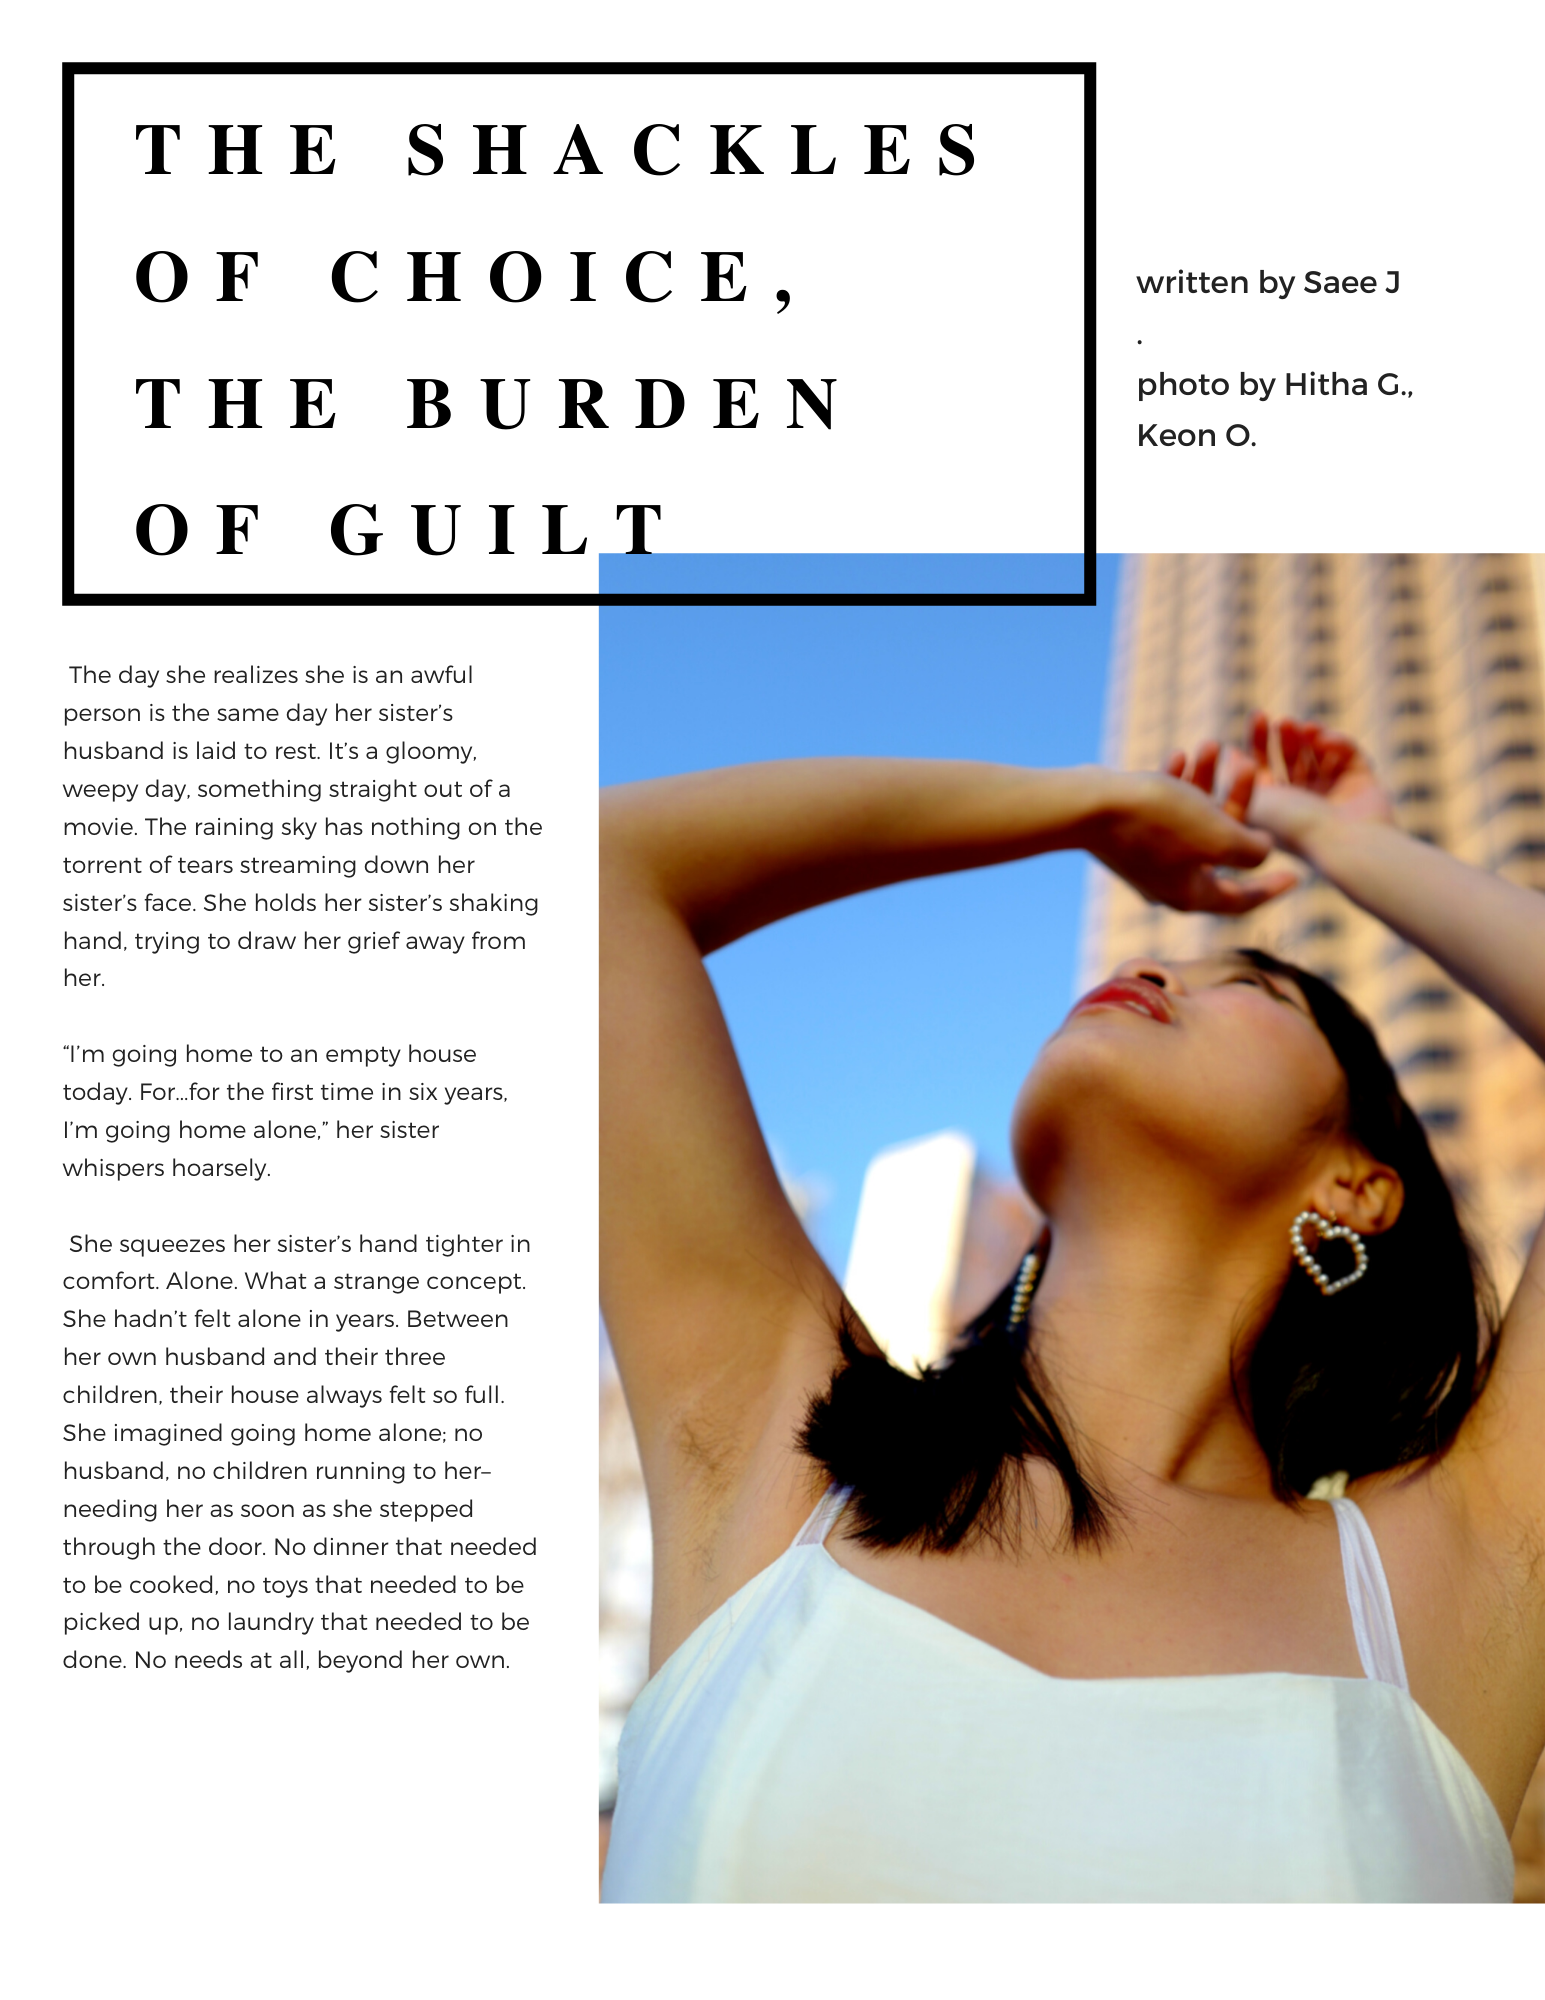 THE SHACKLES
OF CHOICE,
THE BURDEN
OF GUILT
written by Saee J
.
photo by Hitha G.,
Keon O.
The day she realizes she is an awful
person is the same day her sister’s
husband is laid to rest. It’s a gloomy,
weepy day, something straight out of a
movie. The raining sky has nothing on the
torrent of tears streaming down her
sister’s face. She holds her sister’s shaking
hand, trying to draw her grief away from
her.
“I’m going home to an empty house
today. For...for the first time in six years,
I’m going home alone,” her sister
whispers hoarsely.
She squeezes her sister’s hand tighter in
comfort. Alone. What a strange concept.
She hadn’t felt alone in years. Between
her own husband and their three
children, their house always felt so full.
She imagined going home alone; no
husband, no children running to her–
needing her as soon as she stepped
through the door. No dinner that needed
to be cooked, no toys that needed to be
picked up, no laundry that needed to be
done. No needs at all, beyond her own.